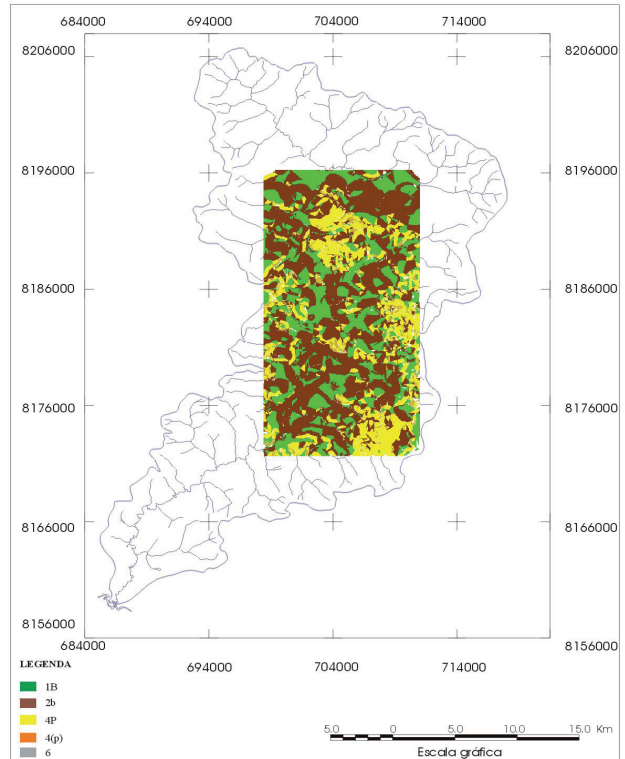 684000 694000 704000 714000
8206000 8206000
8196000 8196000
8186000 8186000
8176000 8176000
8166000 8166000
8156000 8156000
684000 694000 704000 714000
LEGENDA
1B
2b
4P
4(p)
6
5.0 0 5.0 10.0 15.0 Km
Escala gráfica